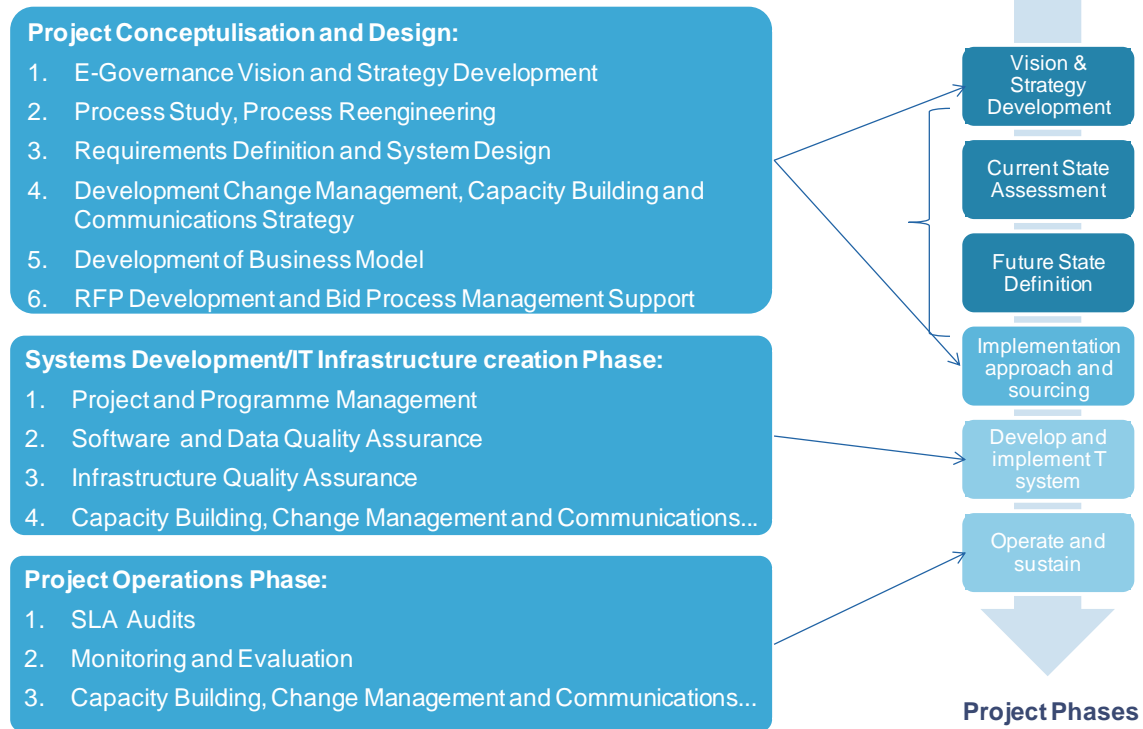 Project Conceptulisation and Design:
1. E-Governance Vision and Strategy Development
2. Process Study, Process Reengineering
3. Requirements Definition and System Design
4. Development Change Management, Capacity Building and
Communications Strategy
5. Development of Business Model
6. RFP Development and Bid Process Management Support
Systems Development/IT Infrastructure creation Phase:
1. Project and Programme Management
2. Software and Data Quality Assurance
3. Infrastructure Quality Assurance
4. Capacity Building, Change Management and Communications...
Project Operations Phase:
1. SLA Audits
2. Monitoring and Evaluation
3. Capacity Building, Change Management and Communications...
Vision &
Strategy
Development
Current State
Assessment
Future State
Definition
Implementation
approach and
sourcing
Develop and
implement T
system
Operate and
sustain
Project Phases